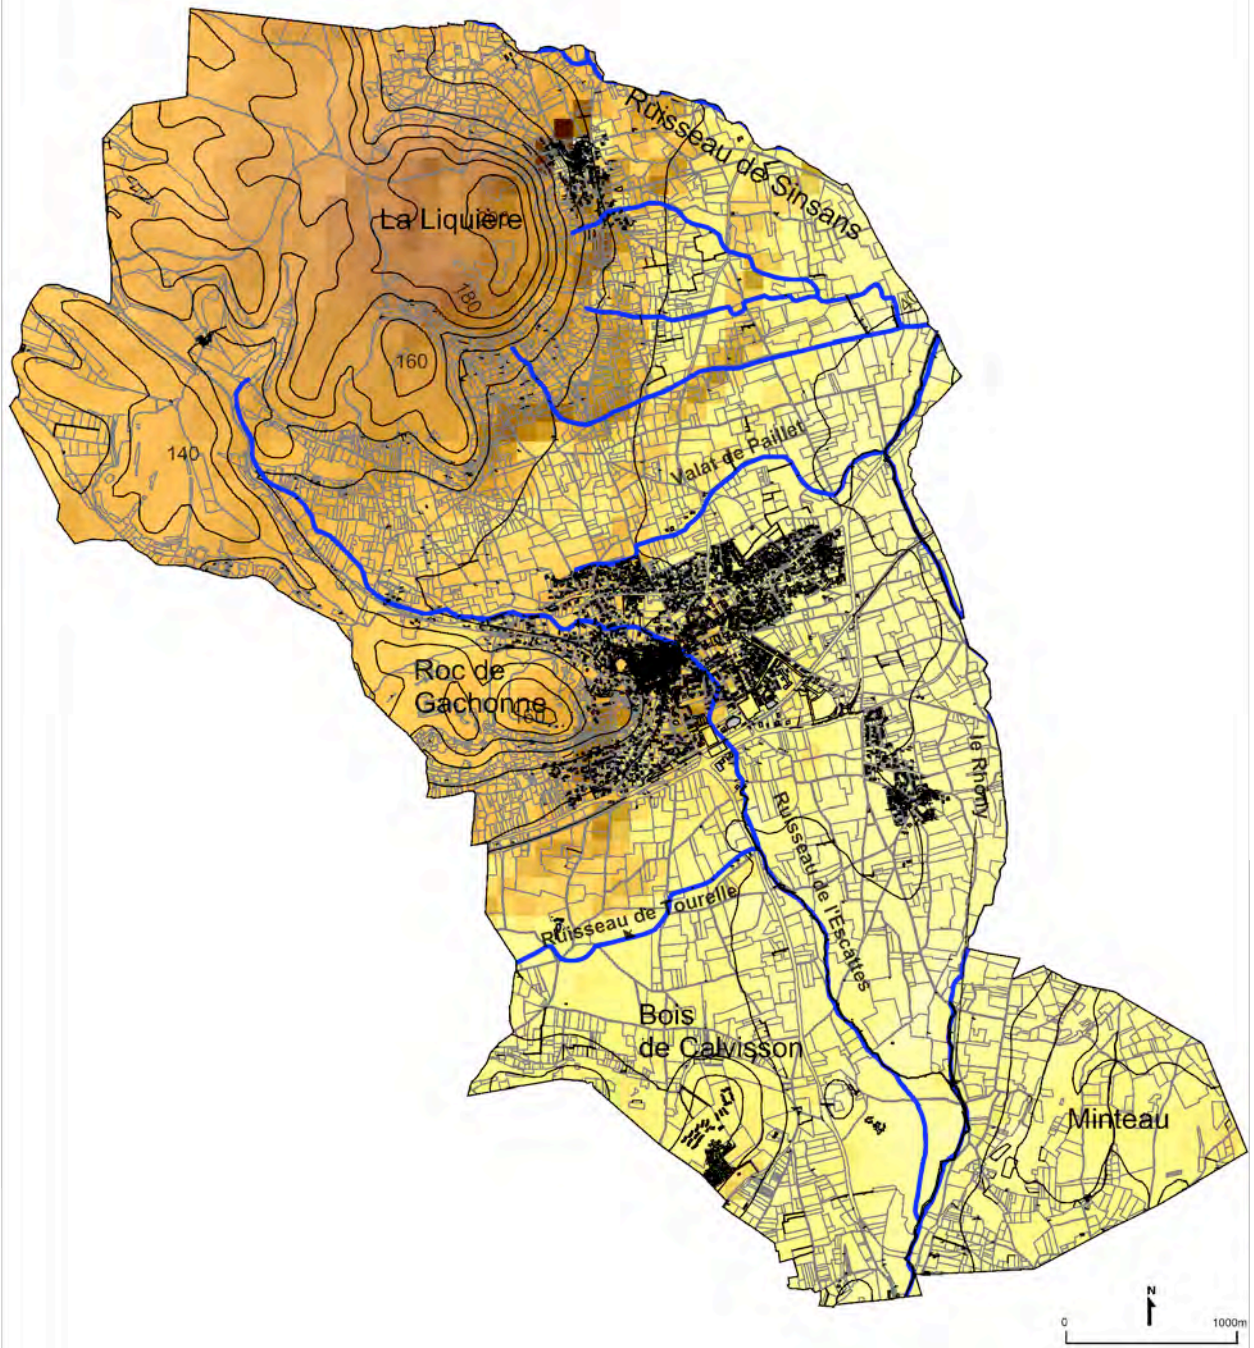 Ruisseau de Sinsans
La Liquière
180
40
160
140
Valat de Paillet
Roc de
Gachonne
160
le Rhony
Ruisseau de l'Escattes
Ruisseau de Tourelle
Bois
de Calvisson
Minteau
N
0
1000m